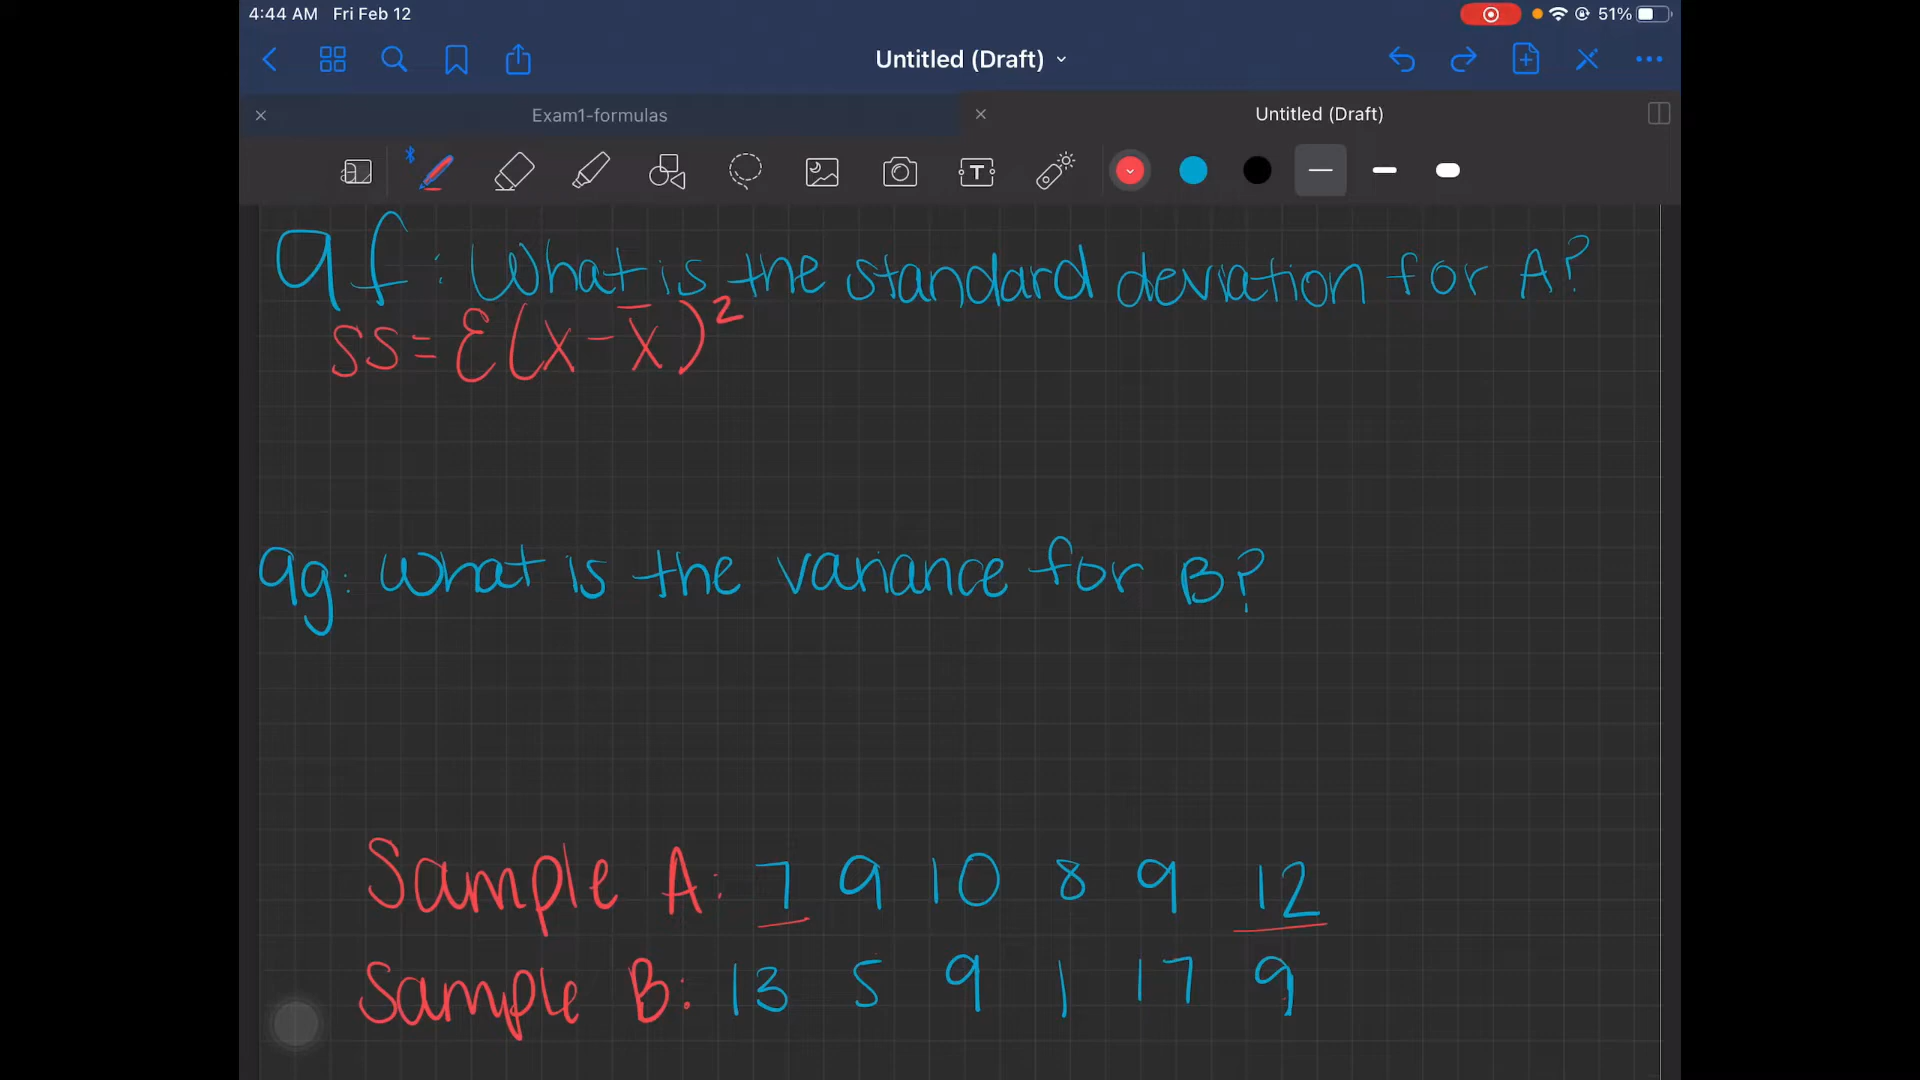 4:44 AM Fri Feb 12
51%
Untitled (Draft)
Exam1-formulas
Untitled (Draft)
T
9f: What is the standard deviation for A?
SS = Σ(X - X̄)²
9g: What is the variance for B?
Sample A: 7 9 10 8 9 12
Sample B: 13 5 9 1 17 9